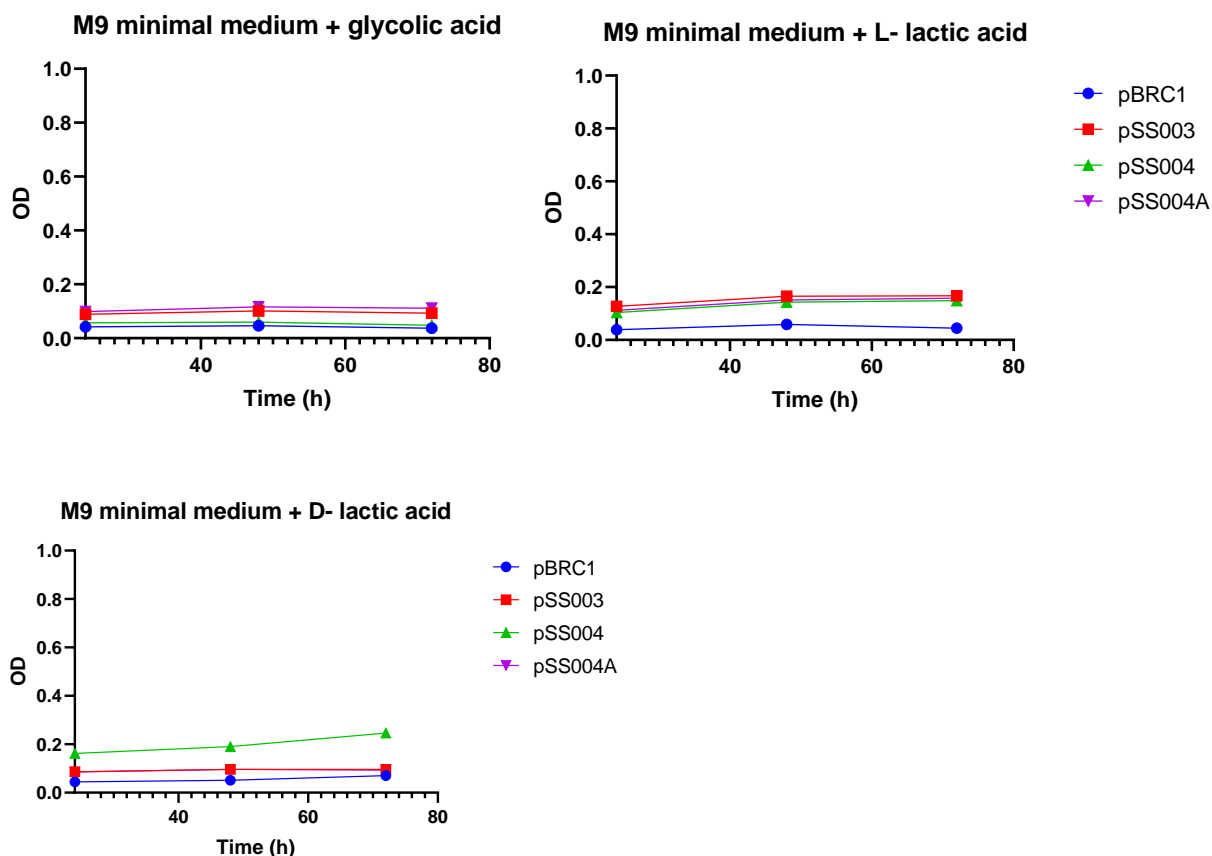 M9 minimal medium + glycolic acid
1.0
0.8
0.6
0.4
0.2
0.0
OD
40
60
80
Time (h)
M9 minimal medium + L- lactic acid
1.0
0.8
0.6
0.4
0.2
0.0
OD
40
60
80
Time (h)
pBRC1
pSS003
pSS004
pSS004A
M9 minimal medium + D- lactic acid
1.0
0.8
0.6
0.4
0.2
0.0
OD
40
60
80
Time (h)
pBRC1
pSS003
pSS004
pSS004A